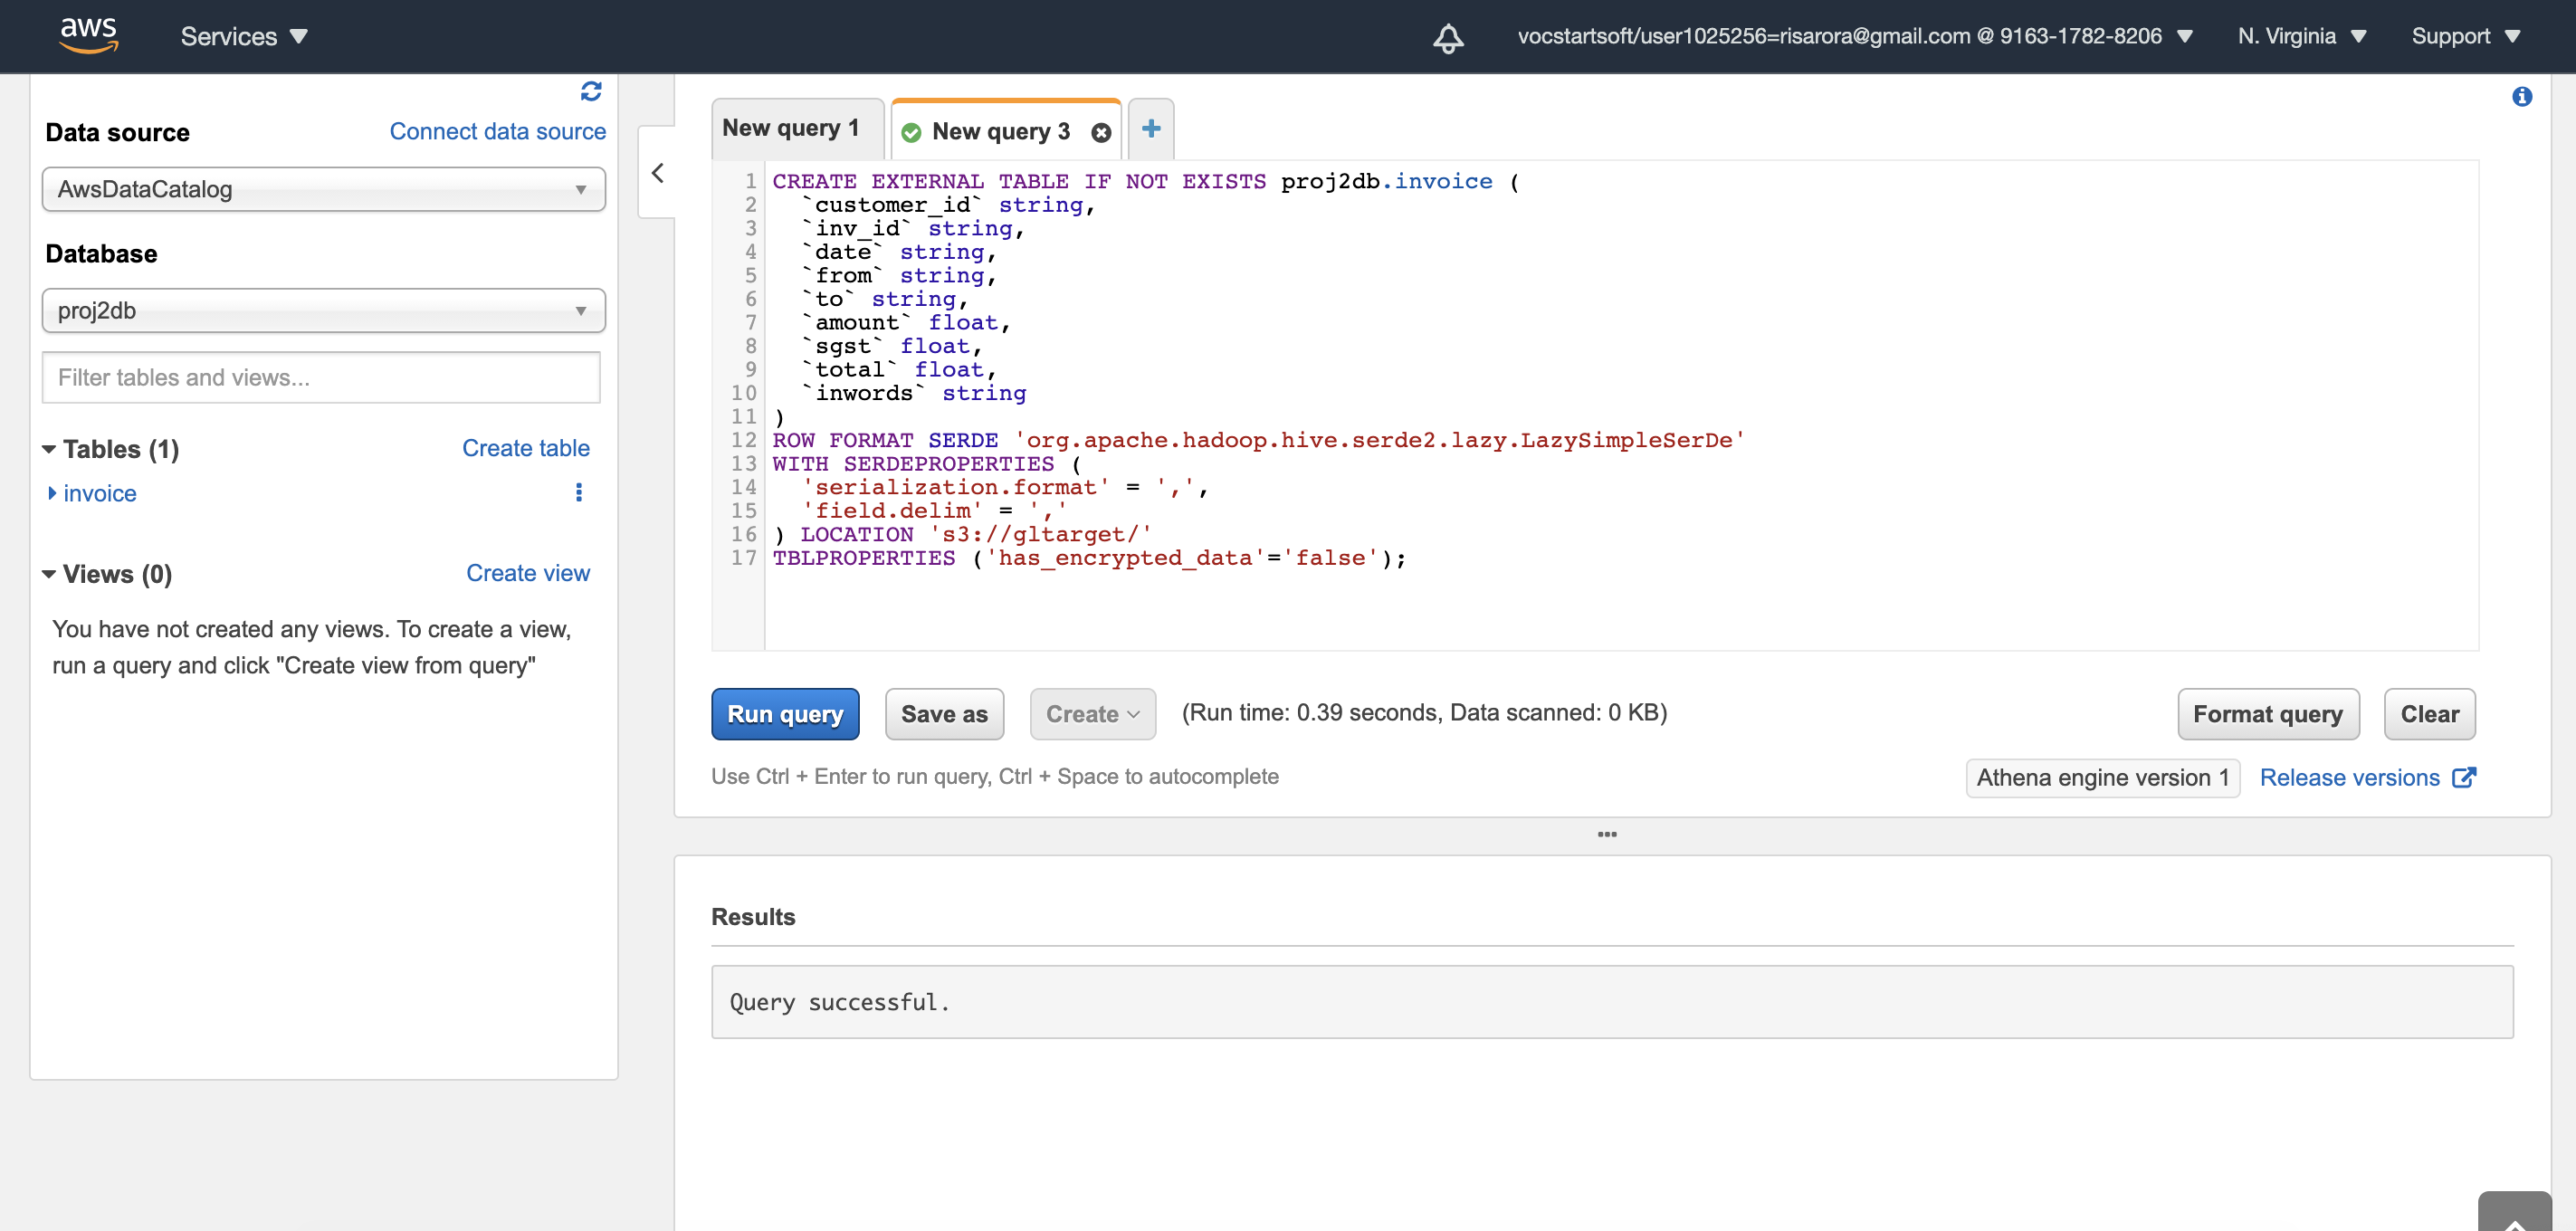 aws
Services
vocstartsoft/user1025256=risarora@gmail.com @ 9163-1782-8206
N. Virginia
Support
Data source
Connect data source
AwsDataCatalog
Database
proj2db
Filter tables and views...
Tables (1)
Create table
invoice
Views (0)
Create view
You have not created any views. To create a view,
run a query and click "Create view from query"
New query 1
New query 3
+
1 CREATE EXTERNAL TABLE IF NOT EXISTS proj2db.invoice (
2 `customer_id` string,
3 `inv_id` string,
4 `date` string,
5 `from` string,
6 `to` string,
7 `amount` float,
8 `sgst` float,
9 `total` float,
10 `inwords` string
11 )
12 ROW FORMAT SERDE 'org.apache.hadoop.hive.serde2.lazy.LazySimpleSerDe'
13 WITH SERDEPROPERTIES (
14 'serialization.format' = ',',
15 'field.delim' = ','
16 ) LOCATION 's3://gltarget/'
17 TBLPROPERTIES ('has_encrypted_data'='false');
Run query
Save as
Create
(Run time: 0.39 seconds, Data scanned: 0 KB)
Format query
Clear
Use Ctrl + Enter to run query, Ctrl + Space to autocomplete
Athena engine version 1
Release versions
Results
Query successful.